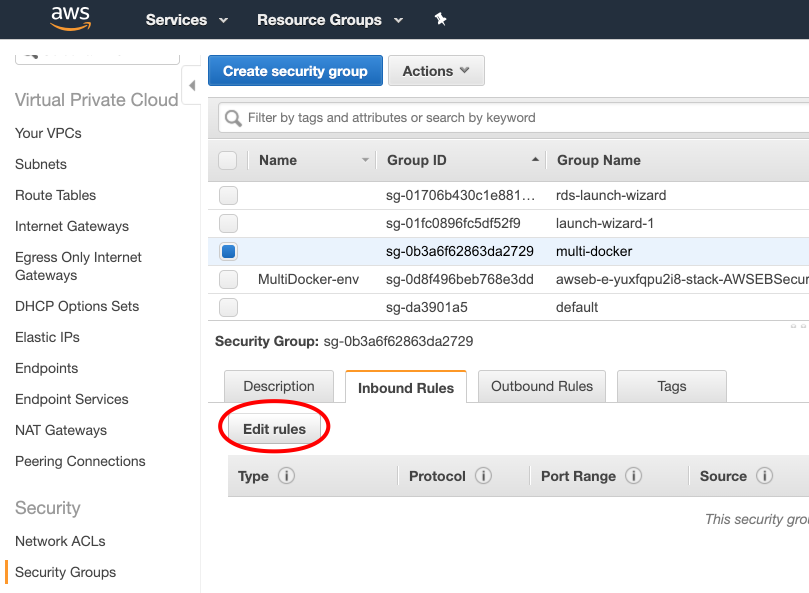 aws Services Resource Groups
Create security group Actions
Virtual Private Cloud
Your VPCs
Subnets
Route Tables
Internet Gateways
Egress Only Internet
Gateways
DHCP Options Sets
Elastic IPs
Endpoints
Endpoint Services
NAT Gateways
Peering Connections
Security
Network ACLs
Security Groups
Filter by tags and attributes or search by keyword
Name Group ID Group Name
sg-01706b430c1e881… rds-launch-wizard
sg-01fc0896fc5df52f9 launch-wizard-1
sg-0b3a6f62863da2729 multi-docker
MultiDocker-env sg-0d8f496beb768e3dd awseb-e-yuxfqpu2i8-stack-AWSEBSecur
sg-da3901a5 default
Security Group: sg-0b3a6f62863da2729
Description Inbound Rules Outbound Rules Tags
Edit rules
Type Protocol Port Range Source
This security grou